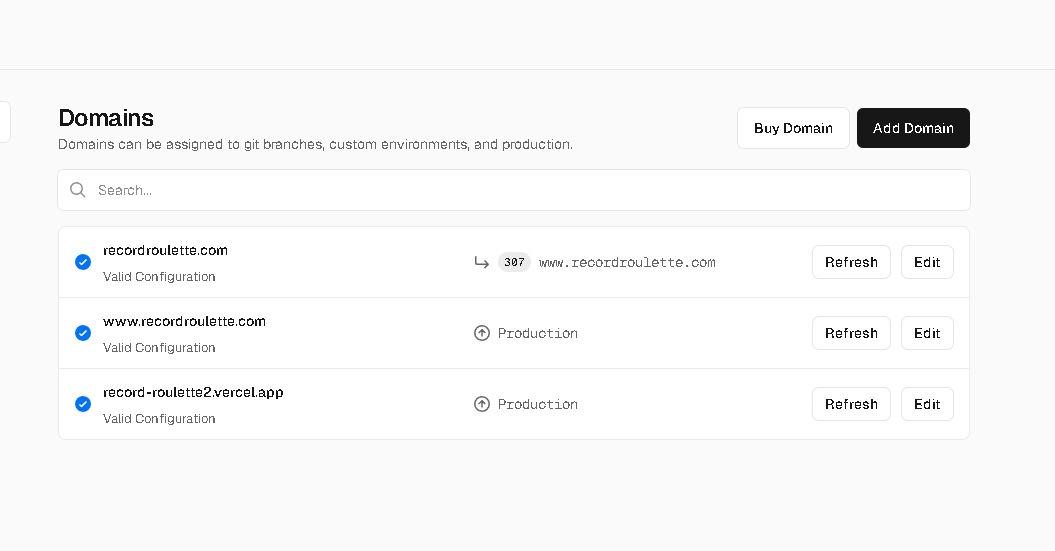 Domains
Domains can be assigned to git branches, custom environments, and production.
Buy Domain
Add Domain
Search...
recordroulette.com
Valid Configuration
307 www.recordroulette.com
Refresh
Edit
www.recordroulette.com
Valid Configuration
Production
Refresh
Edit
record-roulette2.vercel.app
Valid Configuration
Production
Refresh
Edit